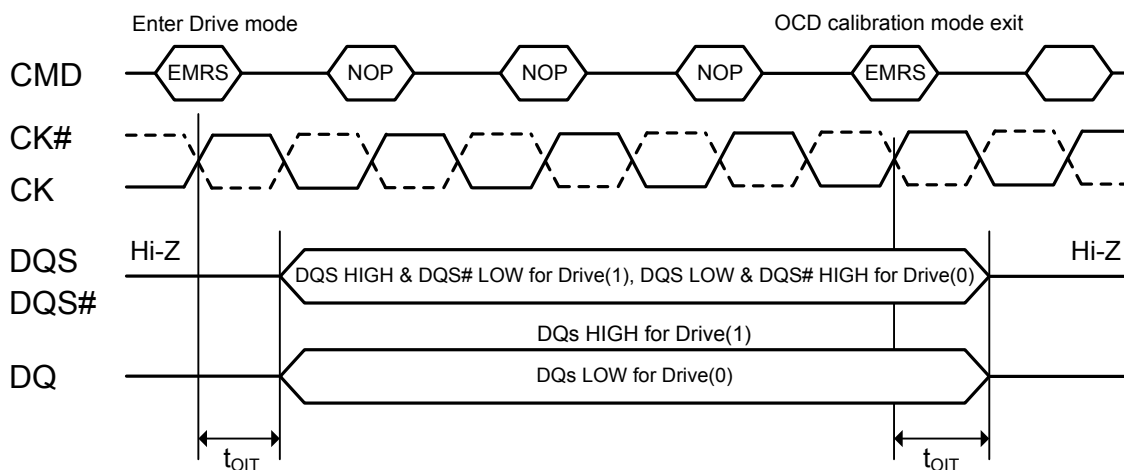 Enter Drive mode
OCD calibration mode exit
CMD
EMRS
NOP
NOP
NOP
EMRS
CK#
CK
Hi-Z
Hi-Z
DQS
DQS HIGH & DQS# LOW for Drive(1), DQS LOW & DQS# HIGH for Drive(0)
DQS#
DQs HIGH for Drive(1)
DQ
DQs LOW for Drive(0)
tOIT
tOIT